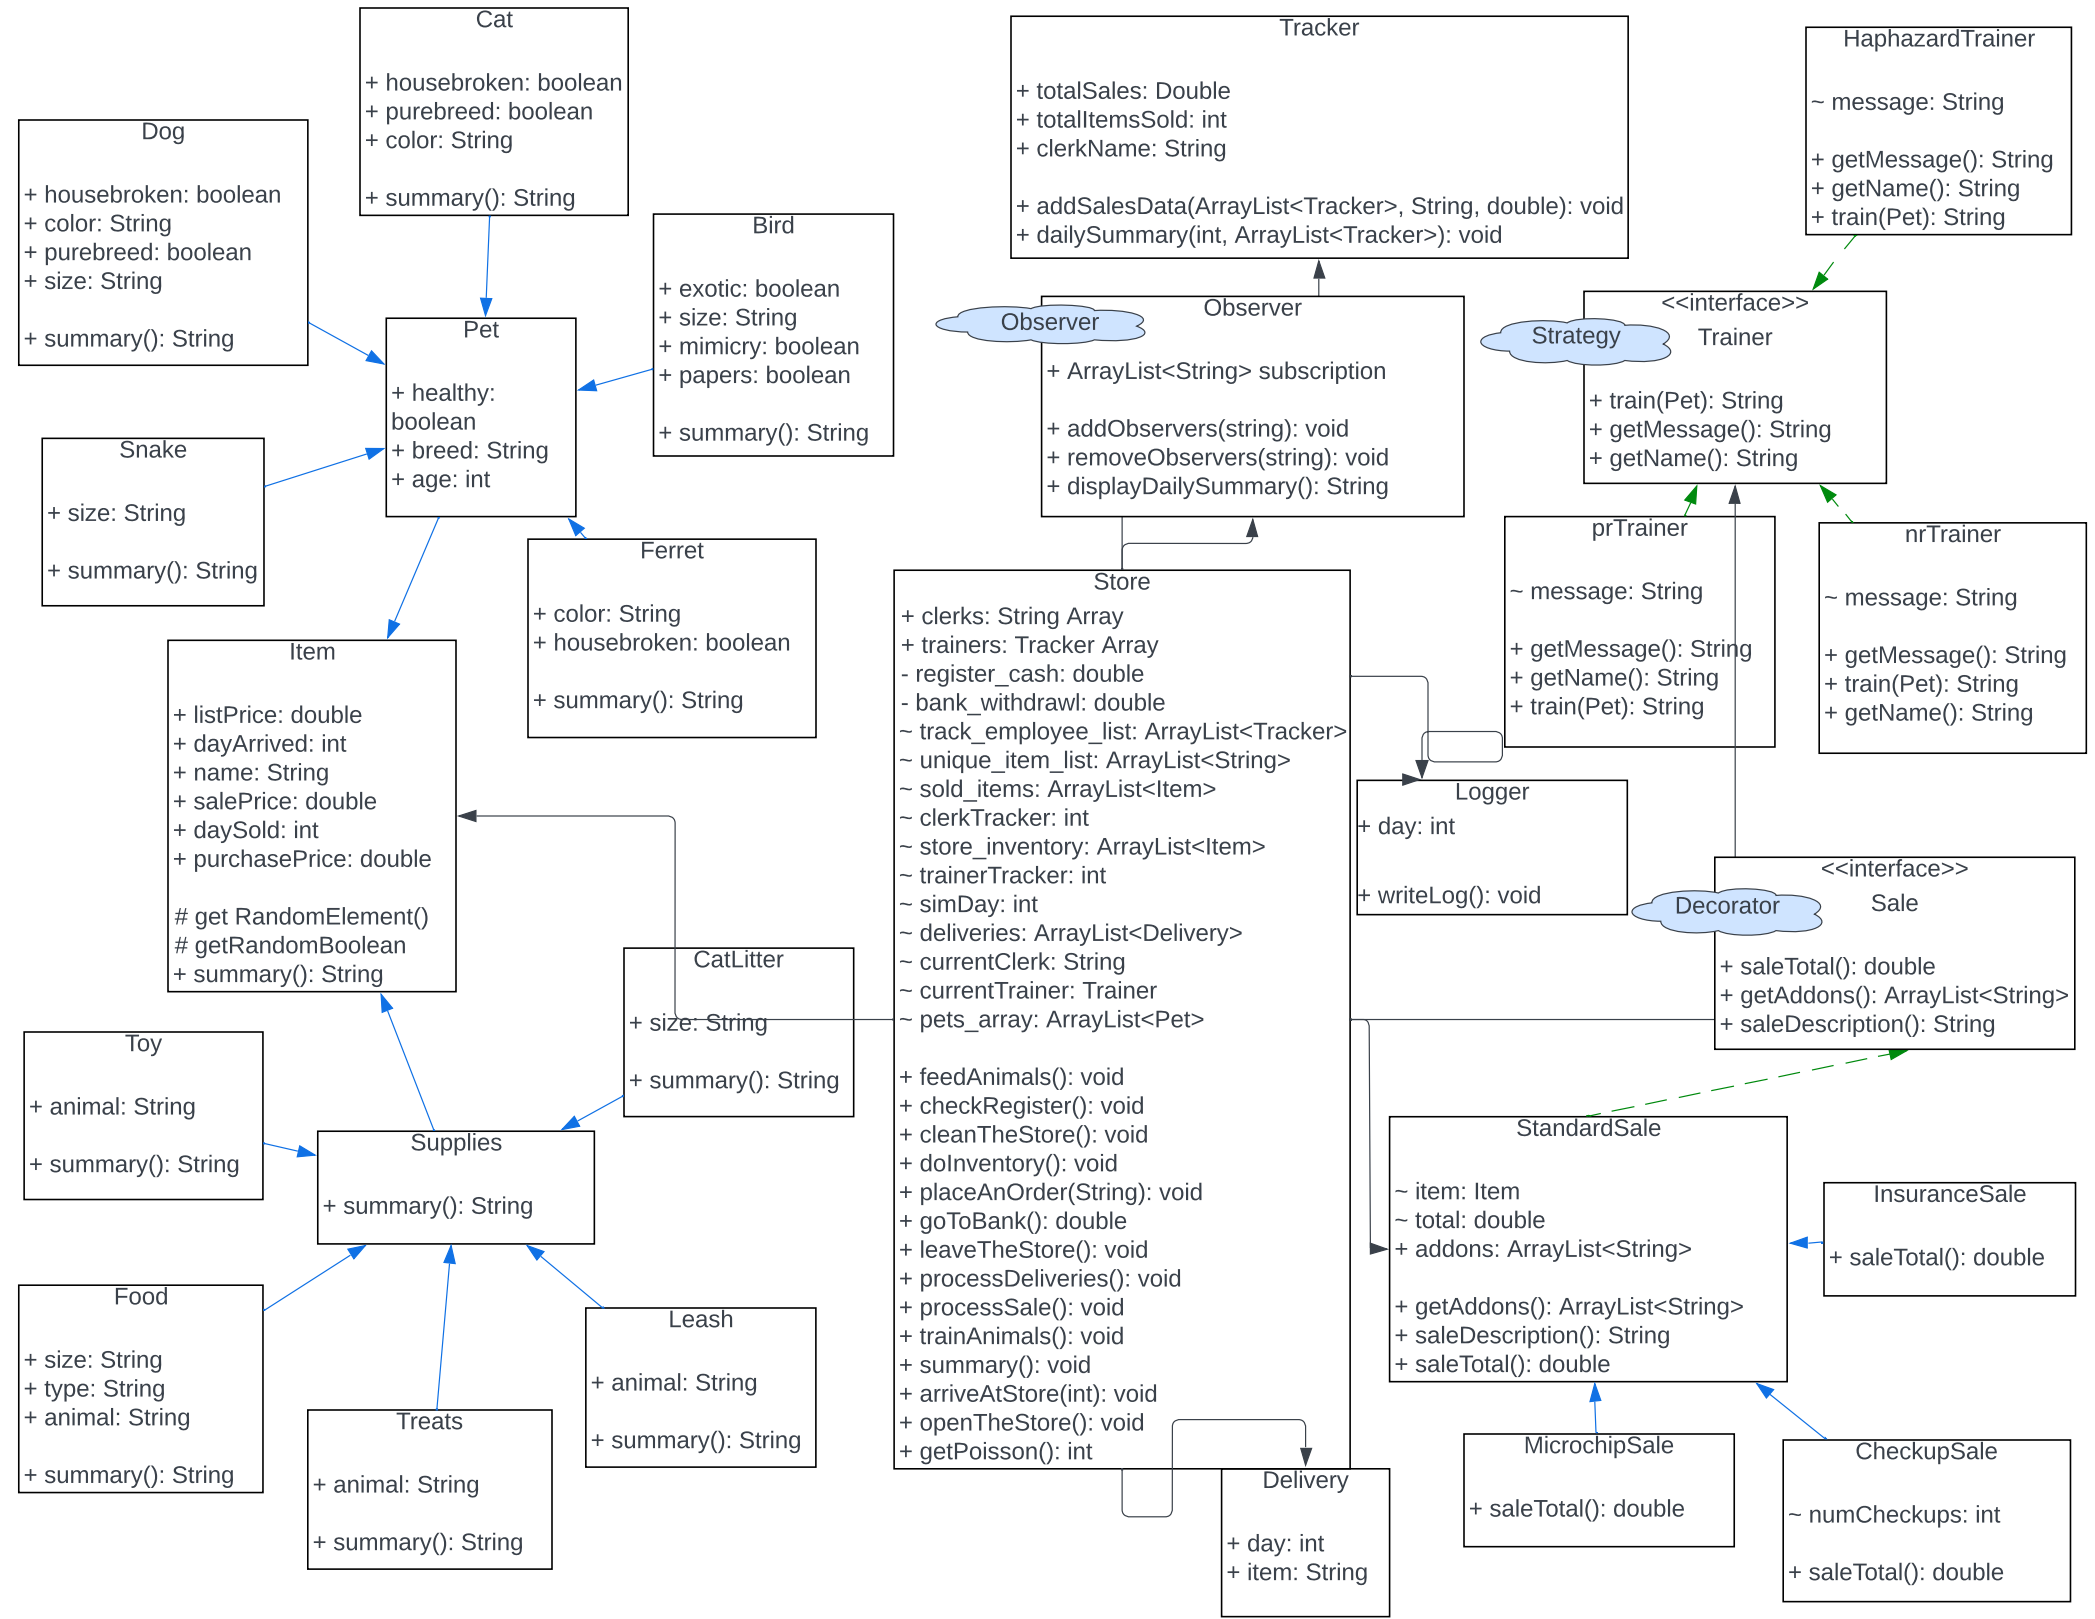 Cat
+ housebroken: boolean
+ purebreed: boolean
+ color: String
+ summary(): String
Dog
+ housebroken: boolean
+ color: String
+ purebreed: boolean
+ size: String
+ summary(): String
Bird
+ exotic: boolean
+ size: String
+ mimicry: boolean
+ papers: boolean
+ summary(): String
Pet
+ healthy:
boolean
+ breed: String
+ age: int
Snake
+ size: String
+ summary(): String
Ferret
+ color: String
+ housebroken: boolean
+ summary(): String
Item
+ listPrice: double
+ dayArrived: int
+ name: String
+ salePrice: double
+ daySold: int
+ purchasePrice: double
# get RandomElement()
# getRandomBoolean
+ summary(): String
CatLitter
+ size: String
+ summary(): String
Toy
+ animal: String
+ summary(): String
Supplies
+ summary(): String
Food
+ size: String
+ type: String
+ animal: String
+ summary(): String
Treats
+ animal: String
+ summary(): String
Leash
+ animal: String
+ summary(): String
Tracker
+ totalSales: Double
+ totalItemsSold: int
+ clerkName: String
+ addSalesData(ArrayList<Tracker>, String, double): void
+ dailySummary(int, ArrayList<Tracker>): void
Observer
Observer
+ ArrayList<String> subscription
+ addObservers(string): void
+ removeObservers(string): void
+ displayDailySummary(): String
Store
+ clerks: String Array
+ trainers: Tracker Array
- register_cash: double
- bank_withdrawl: double
~ track_employee_list: ArrayList<Tracker>
~ unique_item_list: ArrayList<String>
~ sold_items: ArrayList<Item>
~ clerkTracker: int
~ store_inventory: ArrayList<Item>
~ trainerTracker: int
~ simDay: int
~ deliveries: ArrayList<Delivery>
~ currentClerk: String
~ currentTrainer: Trainer
~ pets_array: ArrayList<Pet>
+ feedAnimals(): void
+ checkRegister(): void
+ cleanTheStore(): void
+ doInventory(): void
+ placeAnOrder(String): void
+ goToBank(): double
+ leaveTheStore(): void
+ processDeliveries(): void
+ processSale(): void
+ trainAnimals(): void
+ summary(): void
+ arriveAtStore(int): void
+ openTheStore(): void
+ getPoisson(): int
Delivery
+ day: int
+ item: String
HaphazardTrainer
~ message: String
+ getMessage(): String
+ getName(): String
+ train(Pet): String
<<interface>>
Strategy
Trainer
+ train(Pet): String
+ getMessage(): String
+ getName(): String
prTrainer
~ message: String
+ getMessage(): String
+ getName(): String
+ train(Pet): String
nrTrainer
~ message: String
+ getMessage(): String
+ train(Pet): String
+ getName(): String
Logger
+ day: int
+ writeLog(): void
<<interface>>
Decorator
Sale
+ saleTotal(): double
+ getAddons(): ArrayList<String>
+ saleDescription(): String
StandardSale
~ item: Item
~ total: double
+ addons: ArrayList<String>
+ getAddons(): ArrayList<String>
+ saleDescription(): String
+ saleTotal(): double
InsuranceSale
+ saleTotal(): double
MicrochipSale
+ saleTotal(): double
CheckupSale
~ numCheckups: int
+ saleTotal(): double